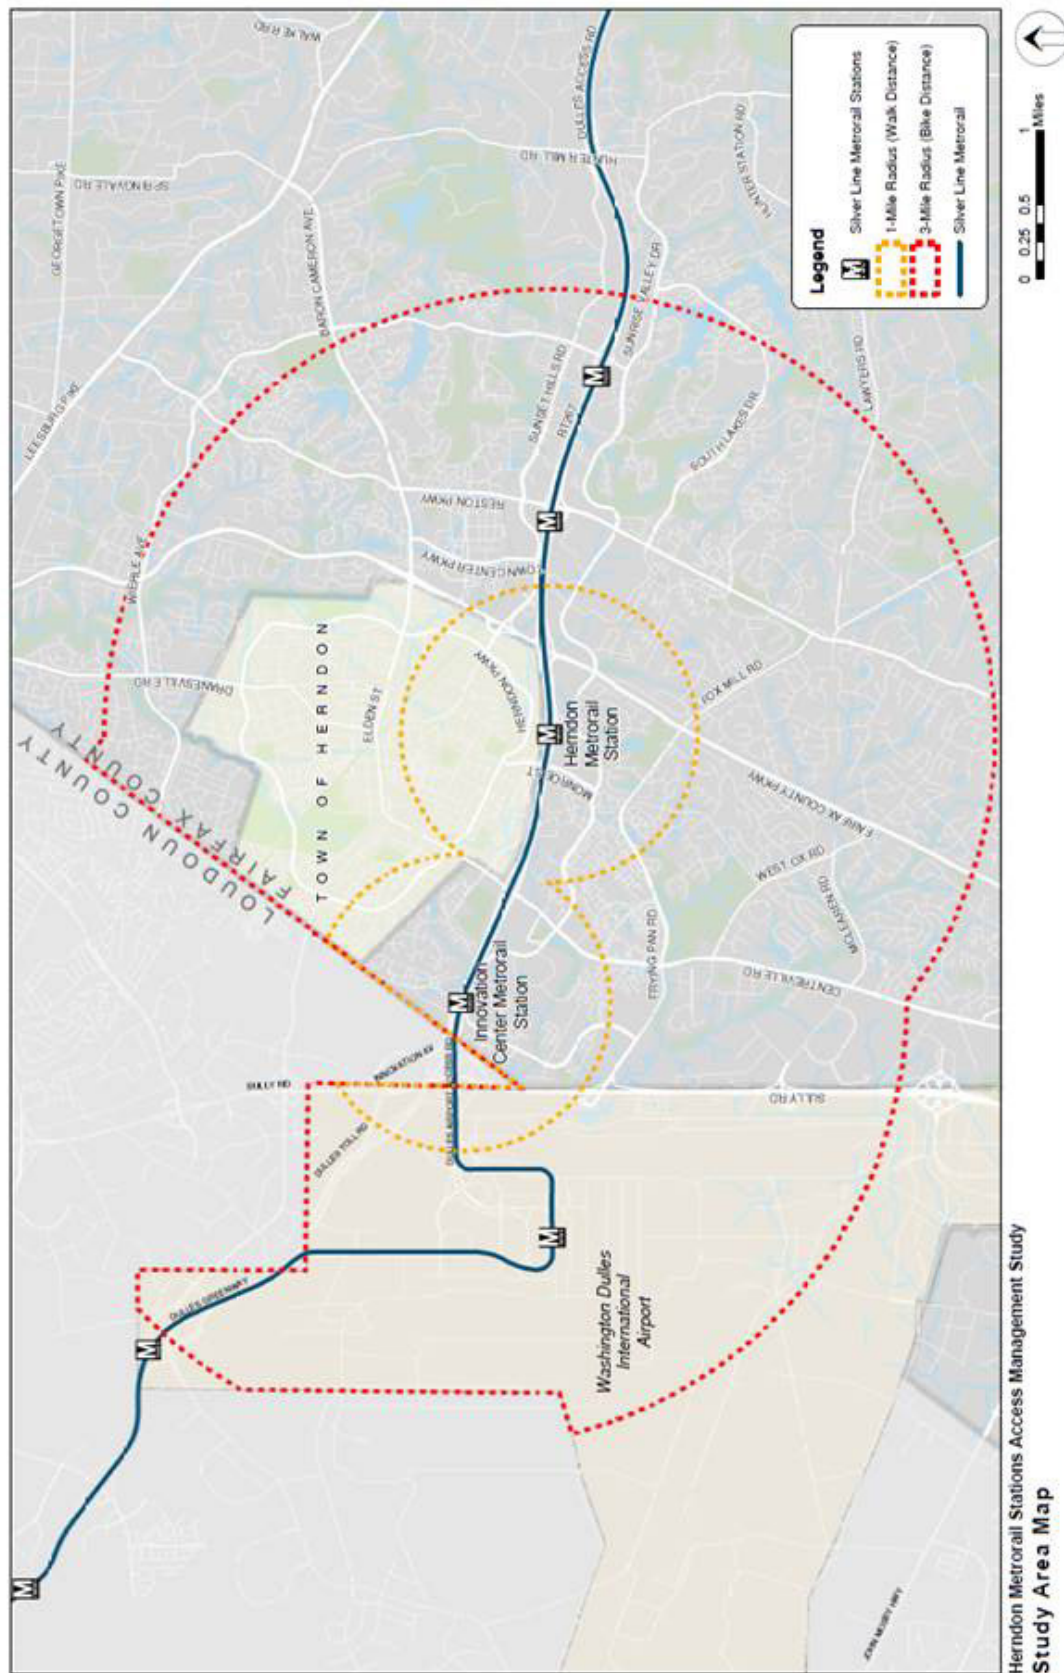 LOUDOUN COUNTY
FAIRFAX COUNTY
TOWN OF HERNDON
WALKER RD
GEORGETOWN PIKE
SPRINGVALE RD
LEESBURG PIKE
BARON CAMERON AVE
WIEHLE AVE
DRANESVILLE RD
DULLES ACCESS RD
HUNTER MILL RD
HUNTER STATION RD
SUNRISE VALLEY DR
SUNSET HILLS RD
RT267
RESTON PKWY
SOUTH LAKES DR
LAWYERS RD
ELDEN ST
HERNDON PKWY
MONROE ST
Herndon
Metrorail
Station
FOX MILL RD
FAIRFAX COUNTY PKWY
WEST OX RD
MCLEAREN RD
CENTREVILLE RD
FRYING PAN RD
Innovation
Center Metrorail
Station
SULLY RD
INNOVATION AV
DULLES TOLL RD
SULLY RD
DULLES GREENWAY
Washington Dulles
International
Airport
JOHN MOSBY HWY
M
M
M
M
M
M
M
Legend
M Silver Line Metrorail Stations
1-Mile Radius (Walk Distance)
3-Mile Radius (Bike Distance)
Silver Line Metrorail
0 0.25 0.5 1
Miles
Herndon Metrorail Stations Access Management Study
Study Area Map